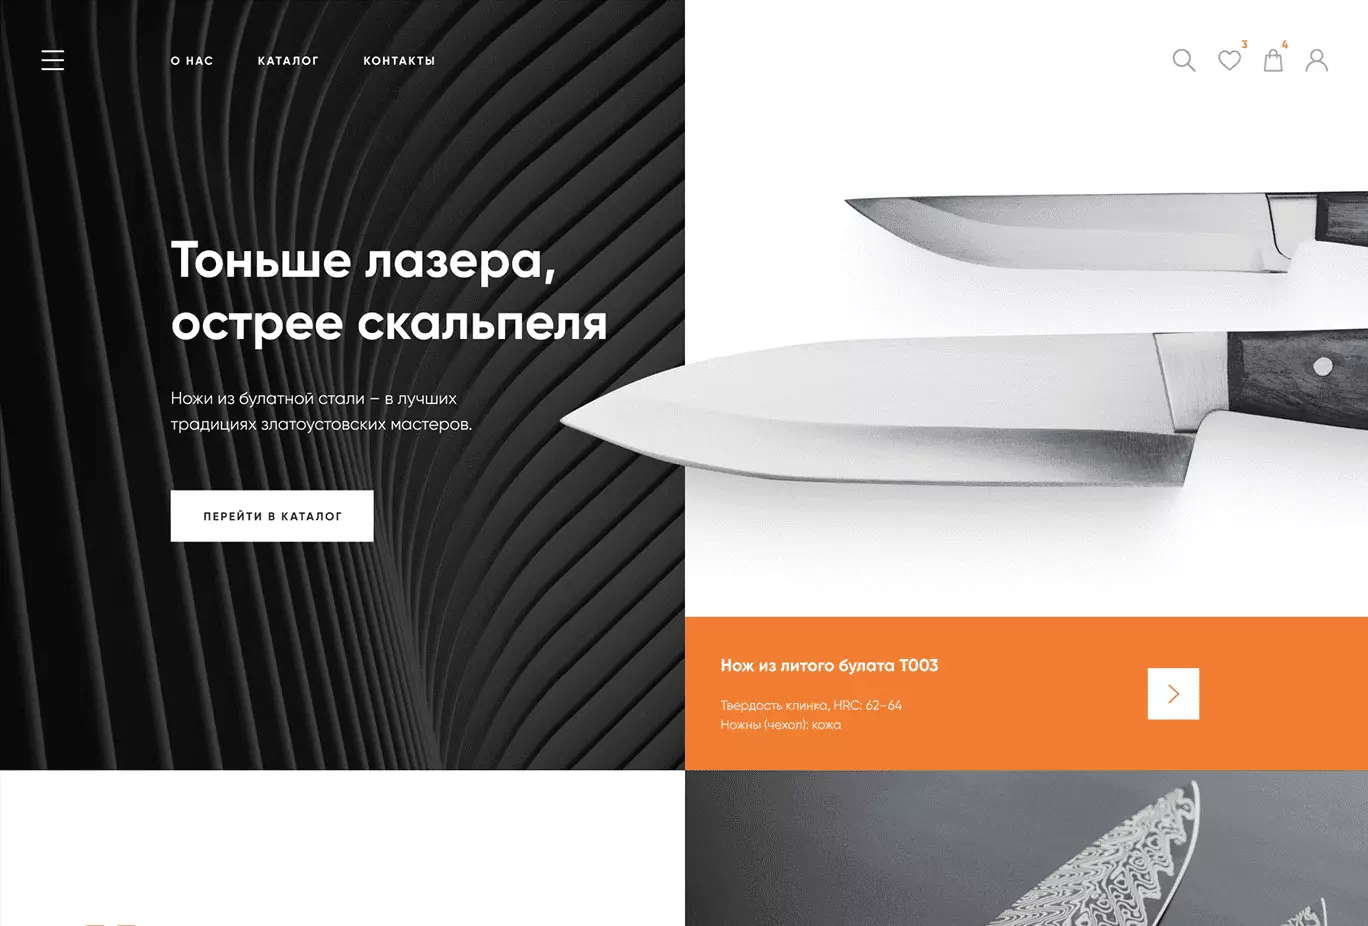 О НАС
КАТАЛОГ
КОНТАКТЫ
3
4
Тоньше лазера,
острее скальпеля
Ножи из булатной стали – в лучших
традициях златоустовских мастеров.
ПЕРЕЙТИ В КАТАЛОГ
Нож из литого булата Т003
Твердость клинка, HRC: 62–64
Ножны (чехол): кожа